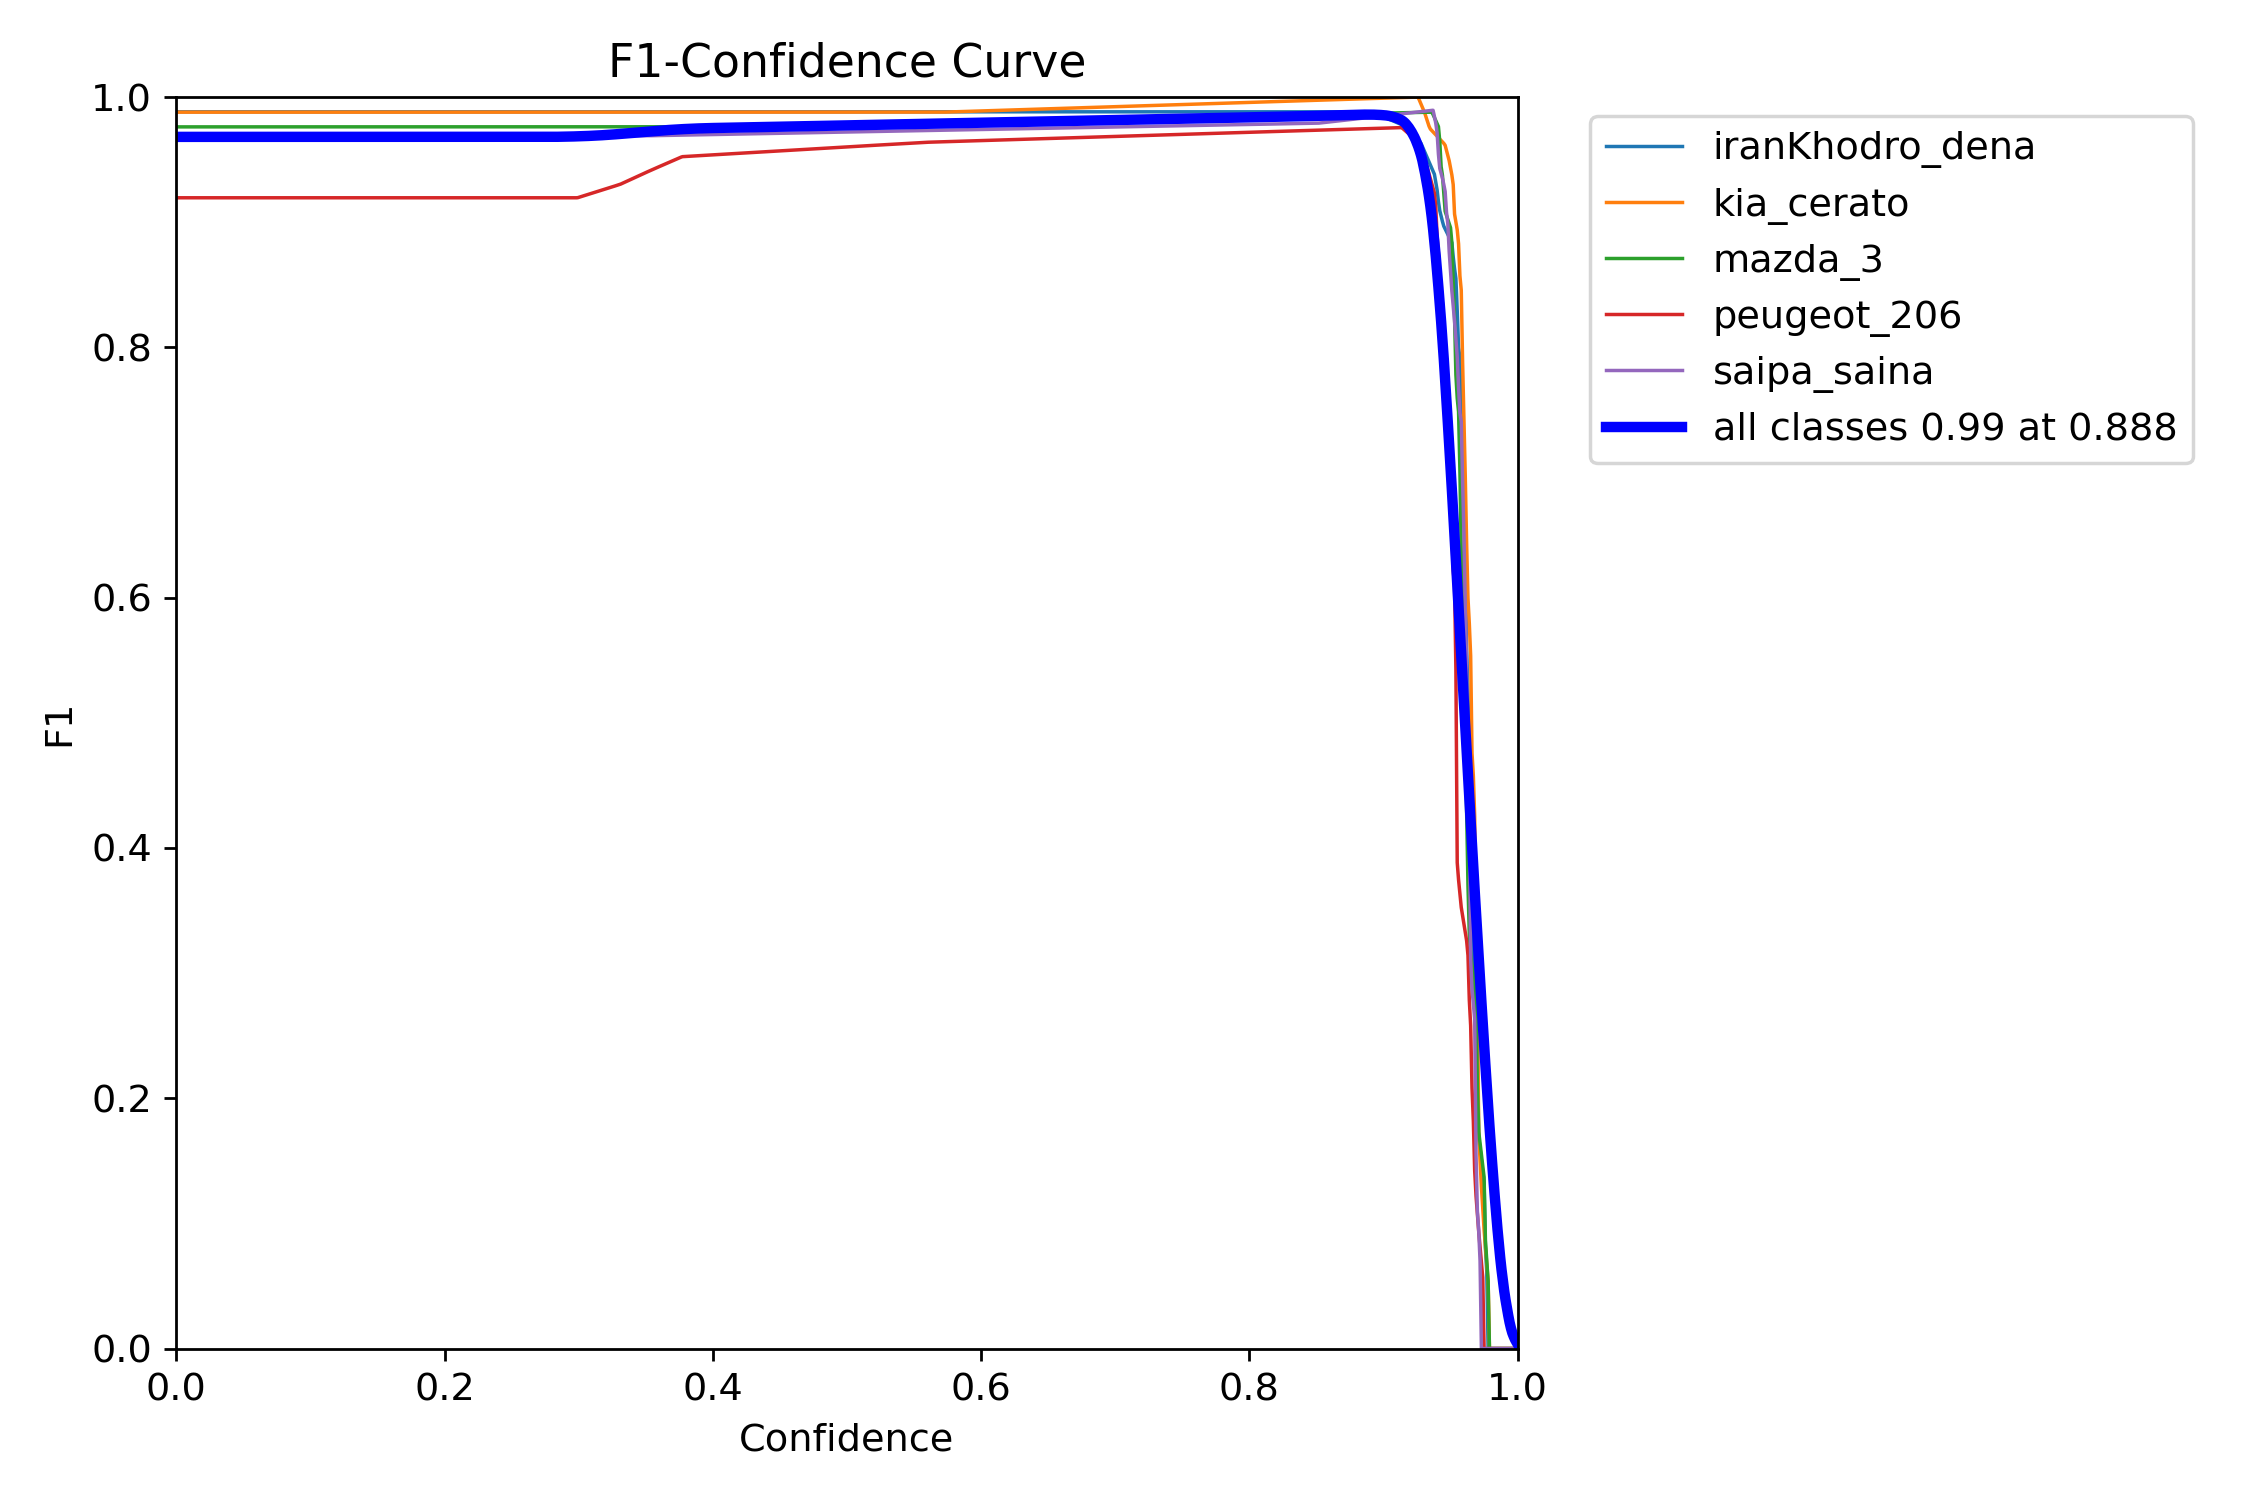 F1-Confidence Curve
1.0
0.8
0.6
0.4
0.2
0.0
F1
0.0 0.2 0.4 0.6 0.8 1.0
Confidence
iranKhodro_dena
kia_cerato
mazda_3
peugeot_206
saipa_saina
all classes 0.99 at 0.888